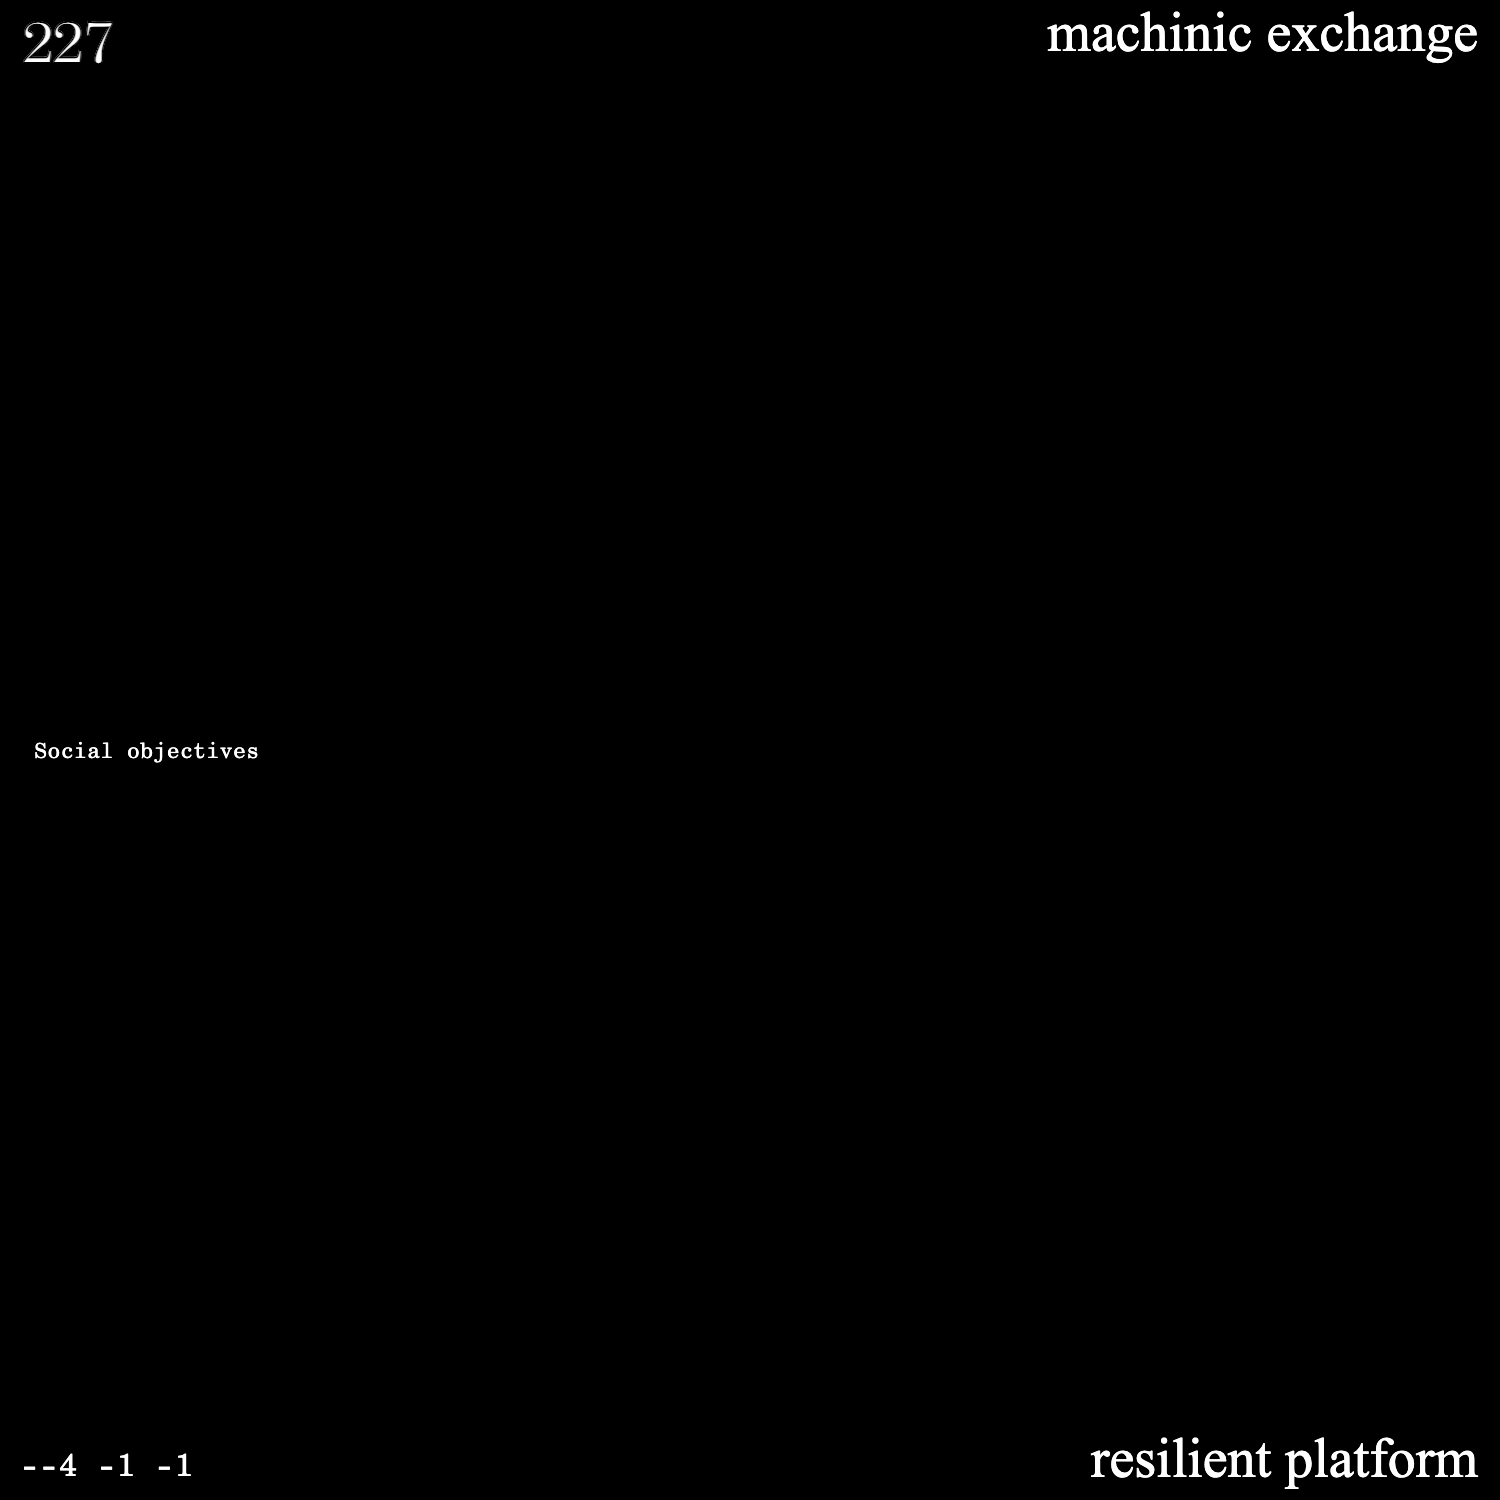 227
machinic exchange
Social objectives
--4 -1 -1
resilient platform